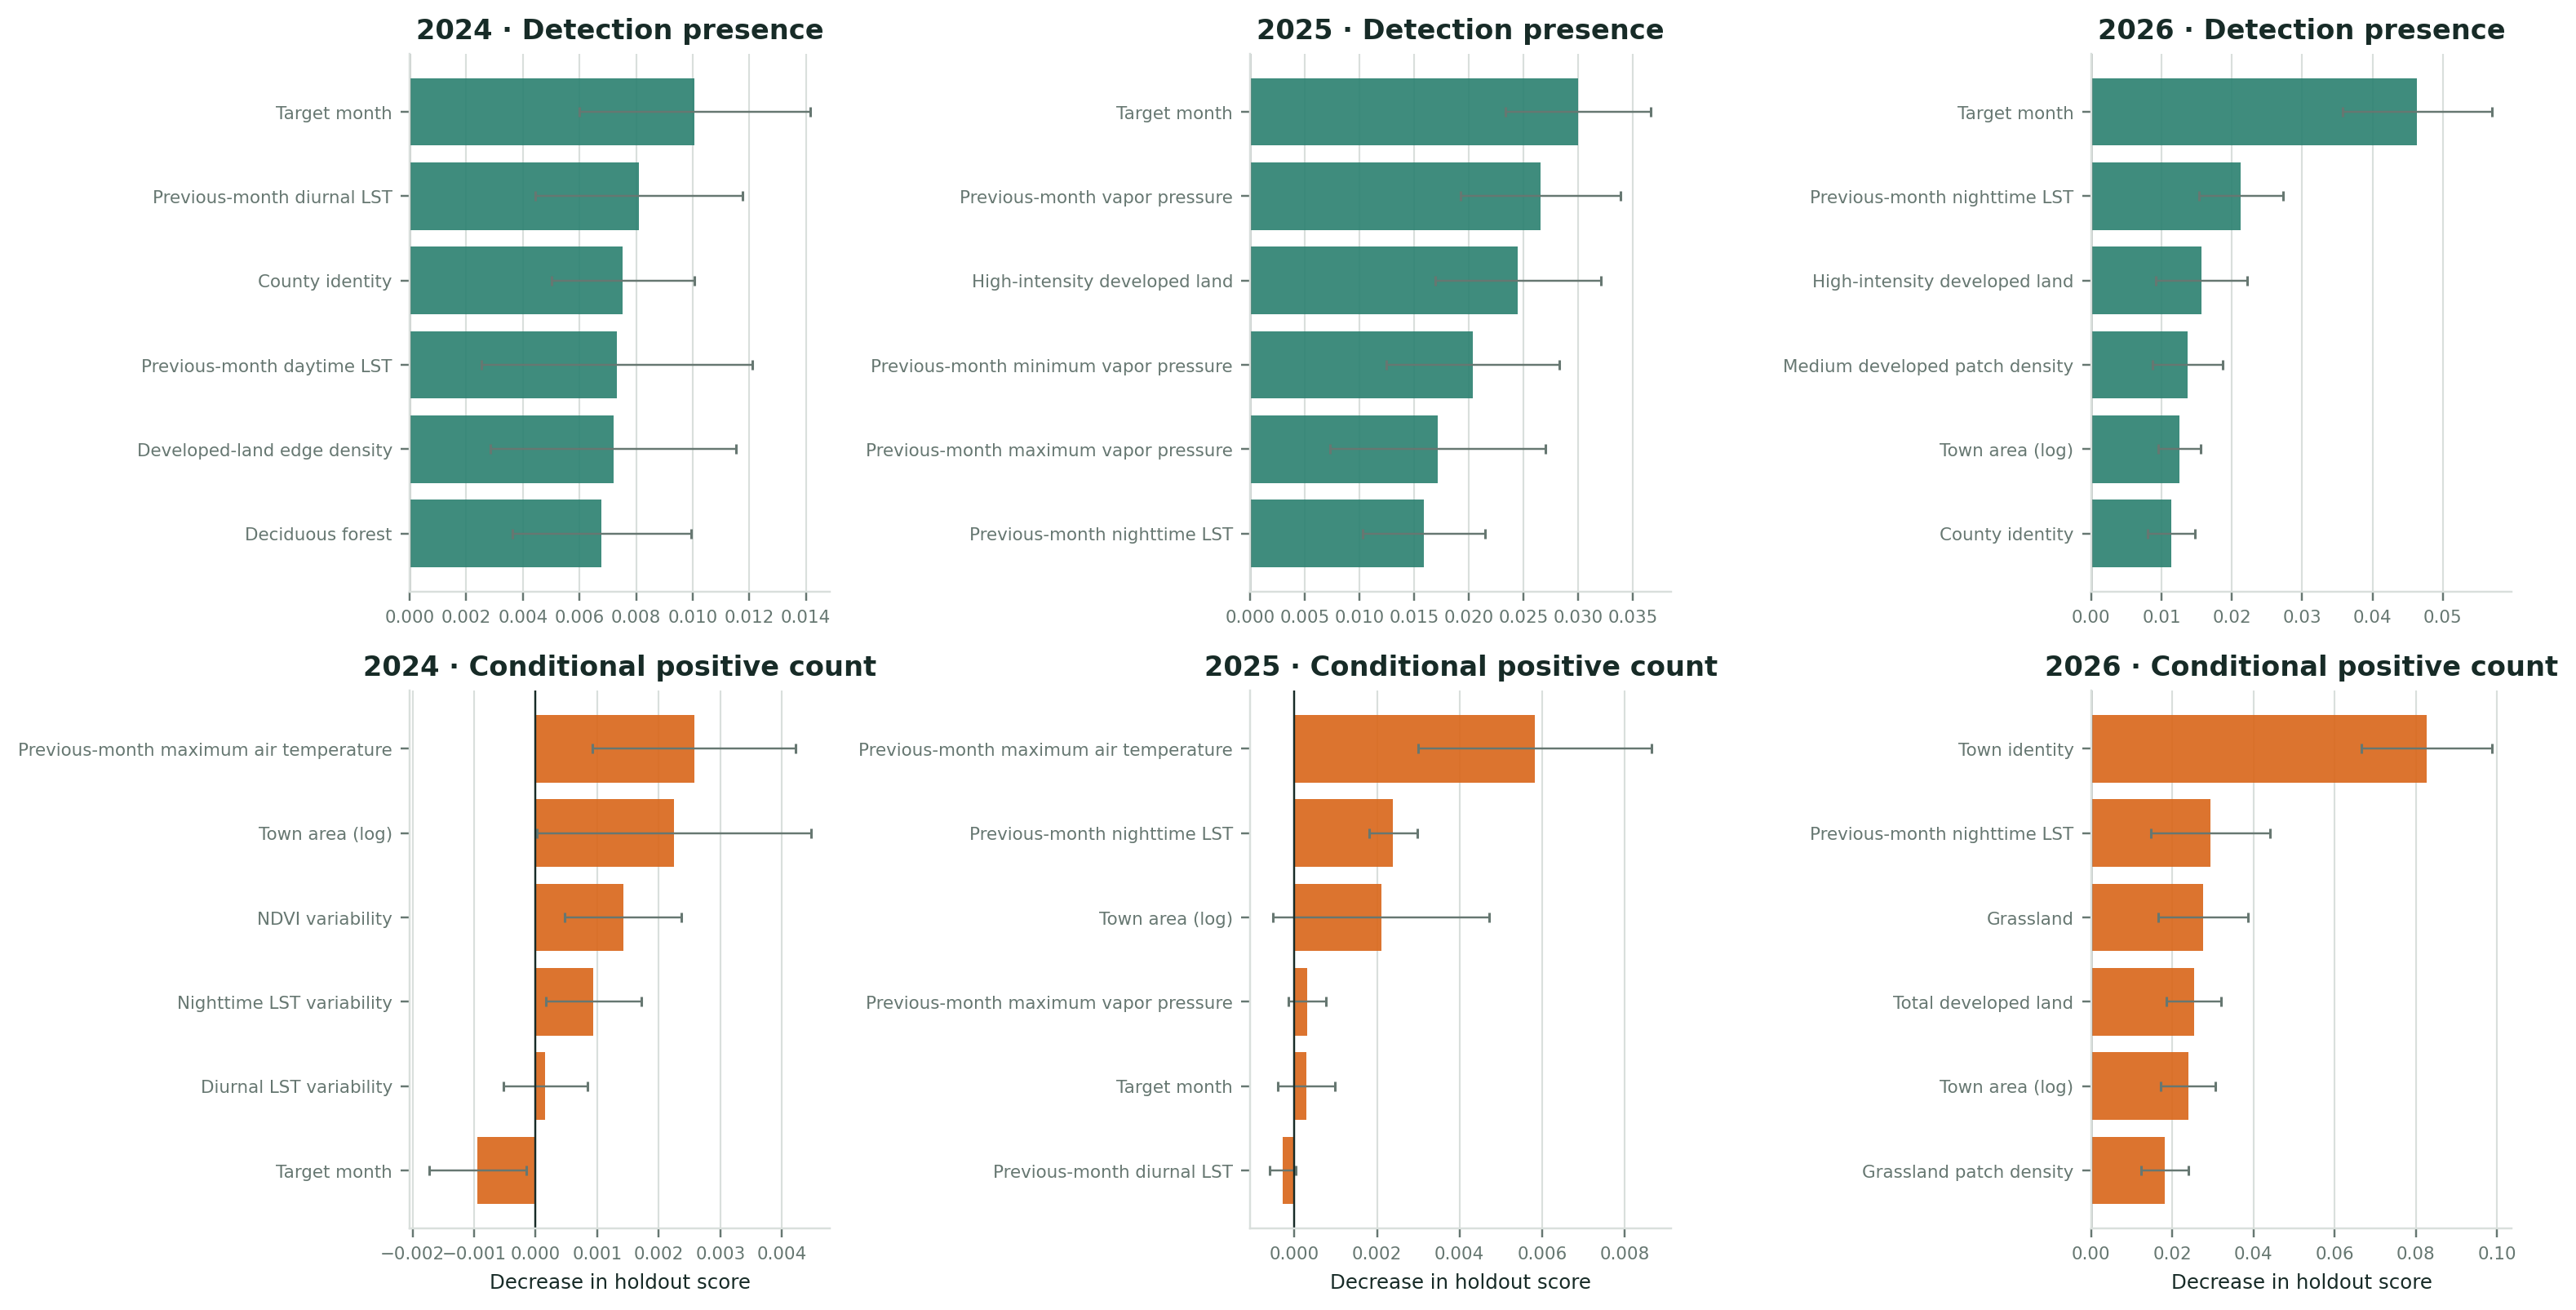 2024 · Detection presence
Target month
Previous-month diurnal LST
County identity
Previous-month daytime LST
Developed-land edge density
Deciduous forest
0.000 0.002 0.004 0.006 0.008 0.010 0.012 0.014
2025 · Detection presence
Target month
Previous-month vapor pressure
High-intensity developed land
Previous-month minimum vapor pressure
Previous-month maximum vapor pressure
Previous-month nighttime LST
0.000 0.005 0.010 0.015 0.020 0.025 0.030 0.035
2026 · Detection presence
Target month
Previous-month nighttime LST
High-intensity developed land
Medium developed patch density
Town area (log)
County identity
0.00 0.01 0.02 0.03 0.04 0.05
2024 · Conditional positive count
Previous-month maximum air temperature
Town area (log)
NDVI variability
Nighttime LST variability
Diurnal LST variability
Target month
−0.002 −0.001 0.000 0.001 0.002 0.003 0.004
Decrease in holdout score
2025 · Conditional positive count
Previous-month maximum air temperature
Previous-month nighttime LST
Town area (log)
Previous-month maximum vapor pressure
Target month
Previous-month diurnal LST
0.000 0.002 0.004 0.006 0.008
Decrease in holdout score
2026 · Conditional positive count
Town identity
Previous-month nighttime LST
Grassland
Total developed land
Town area (log)
Grassland patch density
0.00 0.02 0.04 0.06 0.08 0.10
Decrease in holdout score